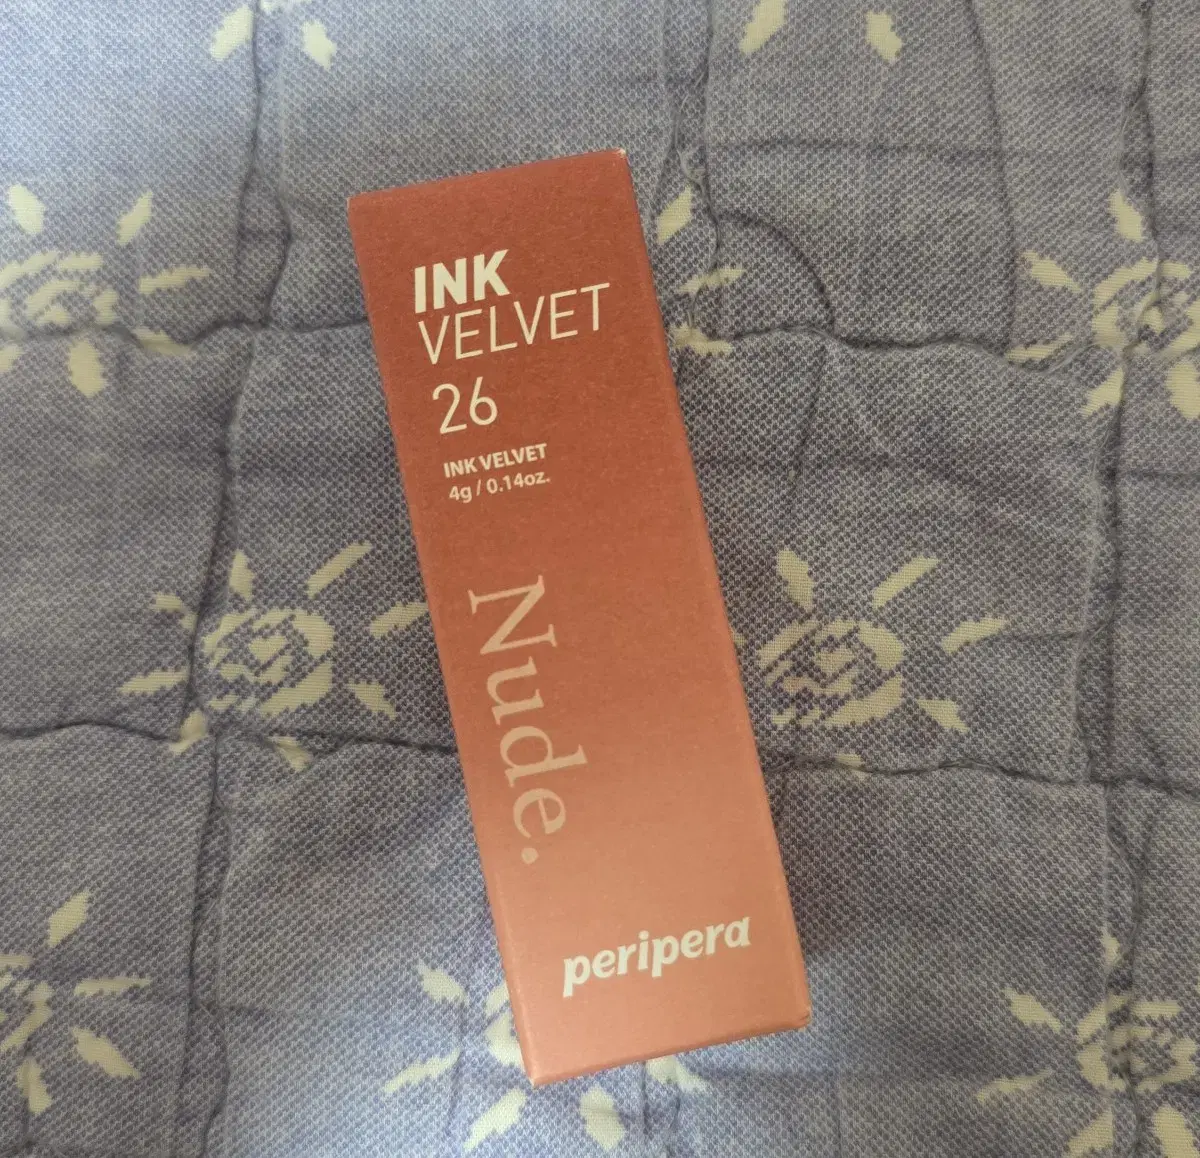 INK
VELVET
26
INK VELVET
4g / 0.14oz.
Nude.
peripera